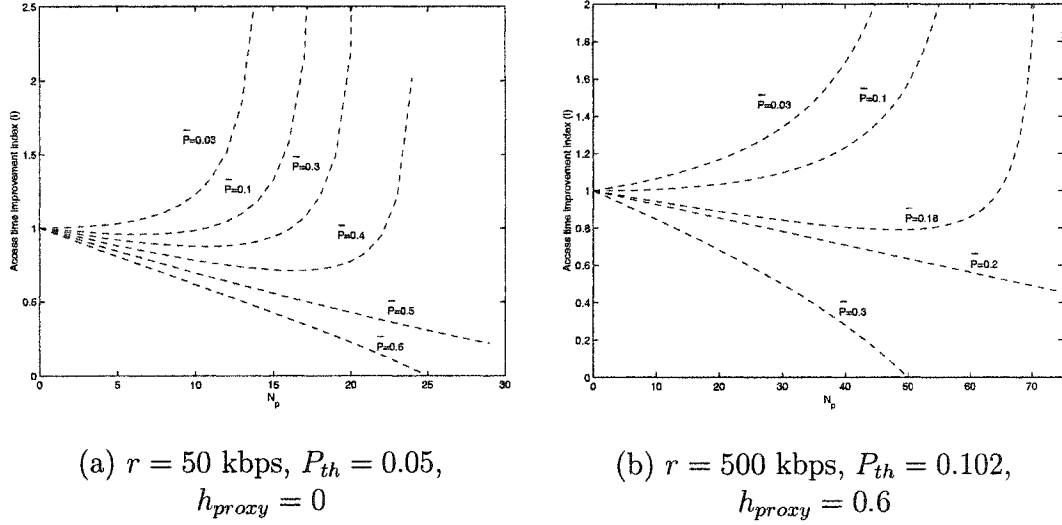 2.5
2
1.5
1
0.5
0
Access time improvement index (I)
P̄=0.03
P̄=0.1
P̄=0.3
P̄=0.4
P̄=0.5
P̄=0.6
0 5 10 15 20 25 30
N_p
(a) r = 50 kbps, P_th = 0.05,
h_proxy = 0
2
1.8
1.6
1.4
1.2
1
0.8
0.6
0.4
0.2
0
Access time improvement index (I)
P̄=0.03
P̄=0.1
P̄=0.18
P̄=0.2
P̄=0.3
0 10 20 30 40 50 60 70
N_p
(b) r = 500 kbps, P_th = 0.102,
h_proxy = 0.6